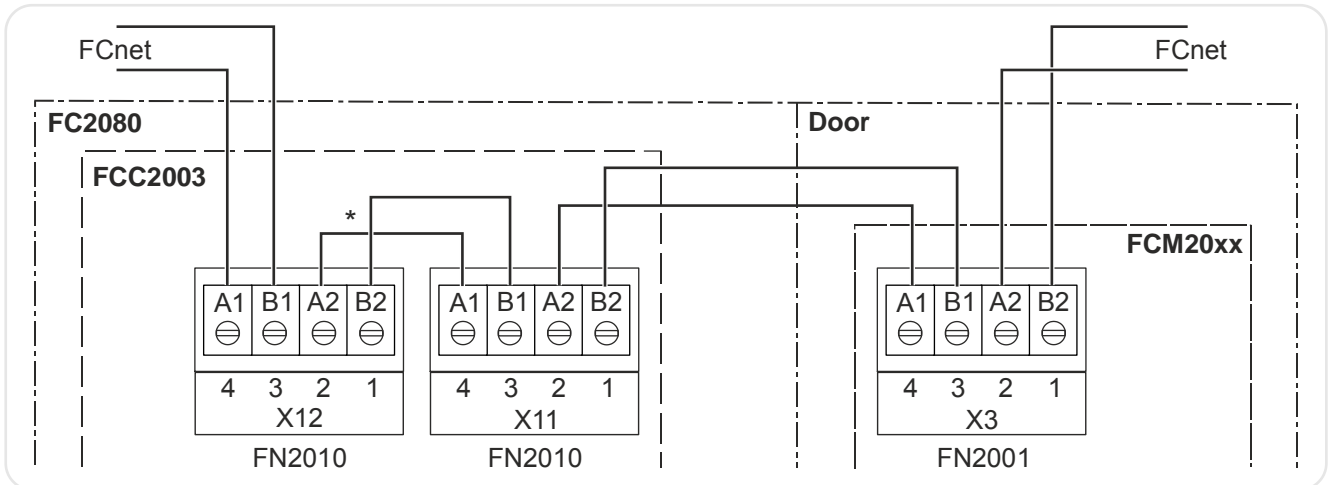 FCnet FCnet
FC2080 Door
FCC2003
*
FCM20xx
A1 B1 A2 B2 A1 B1 A2 B2 A1 B1 A2 B2
4 3 2 1 4 3 2 1 4 3 2 1
X12 X11 X3
FN2010 FN2010 FN2001